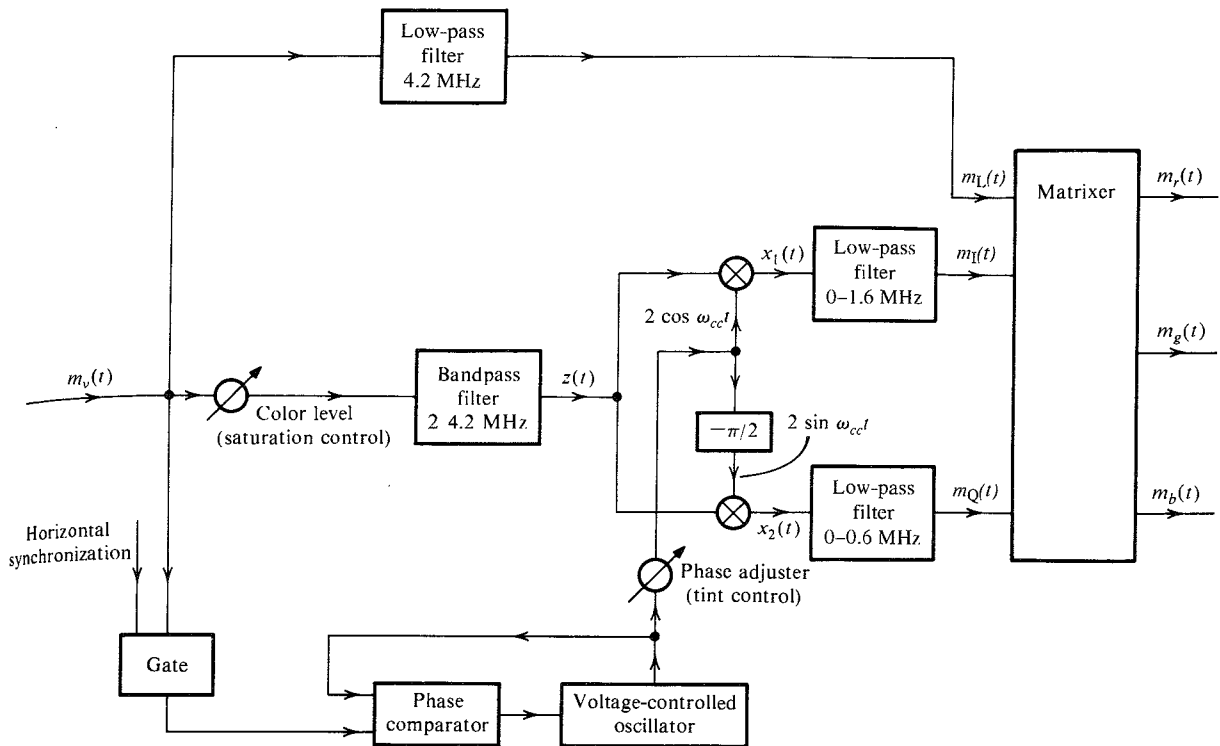 Low-pass
filter
4.2 MHz
m_L(t)
m_r(t)
Matrixer
x_1(t)
Low-pass
filter
0–1.6 MHz
m_I(t)
2 cos ω_cc t
m_g(t)
m_v(t)
Color level
(saturation control)
Bandpass
filter
2 4.2 MHz
z(t)
−π/2
2 sin ω_cc t
x_2(t)
Low-pass
filter
0–0.6 MHz
m_Q(t)
m_b(t)
Horizontal
synchronization
Phase adjuster
(tint control)
Gate
Phase
comparator
Voltage-controlled
oscillator